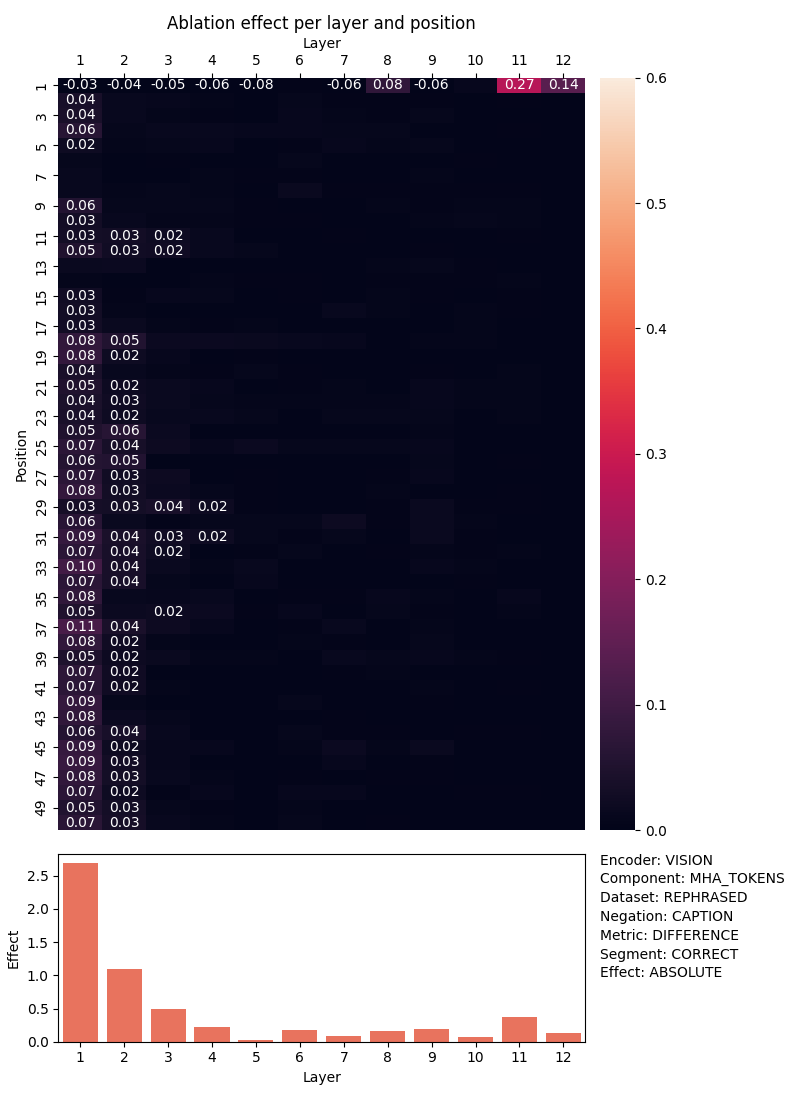 Ablation effect per layer and position
Layer
1 2 3 4 5 6 7 8 9 10 11 12
1 -0.03 -0.04 -0.05 -0.06 -0.08 -0.06 0.08 -0.06 0.27 0.14 0.6
0.04
3 0.04
0.06
5 0.02
7
9 0.06
0.03
11 0.03 0.03 0.02
0.05 0.03 0.02 0.5
13
15 0.03
0.03
17 0.03
0.08 0.05
19 0.08 0.02
0.04
21 0.05 0.02
0.04 0.03
23 0.04 0.02
0.05 0.06
Position
25 0.07 0.04 0.4
0.06 0.05
27 0.07 0.03
0.08 0.03 0.3
29 0.03 0.03 0.04 0.02
0.06
31 0.09 0.04 0.03 0.02
0.07 0.04 0.02
33 0.10 0.04
0.07 0.04 0.2
35 0.08
0.05 0.02
37 0.11 0.04
0.08 0.02
39 0.05 0.02
0.07 0.02
41 0.07 0.02
0.09
43 0.08 0.1
0.06 0.04
45 0.09 0.02
0.09 0.03
47 0.08 0.03
0.07 0.02
49 0.05 0.03
0.07 0.03 0.0
Encoder: VISION
Component: MHA_TOKENS
Dataset: REPHRASED
Negation: CAPTION
Metric: DIFFERENCE
Segment: CORRECT
Effect: ABSOLUTE
Effect
2.5
2.0
1.5
1.0
0.5
0.0
1 2 3 4 5 6 7 8 9 10 11 12
Layer